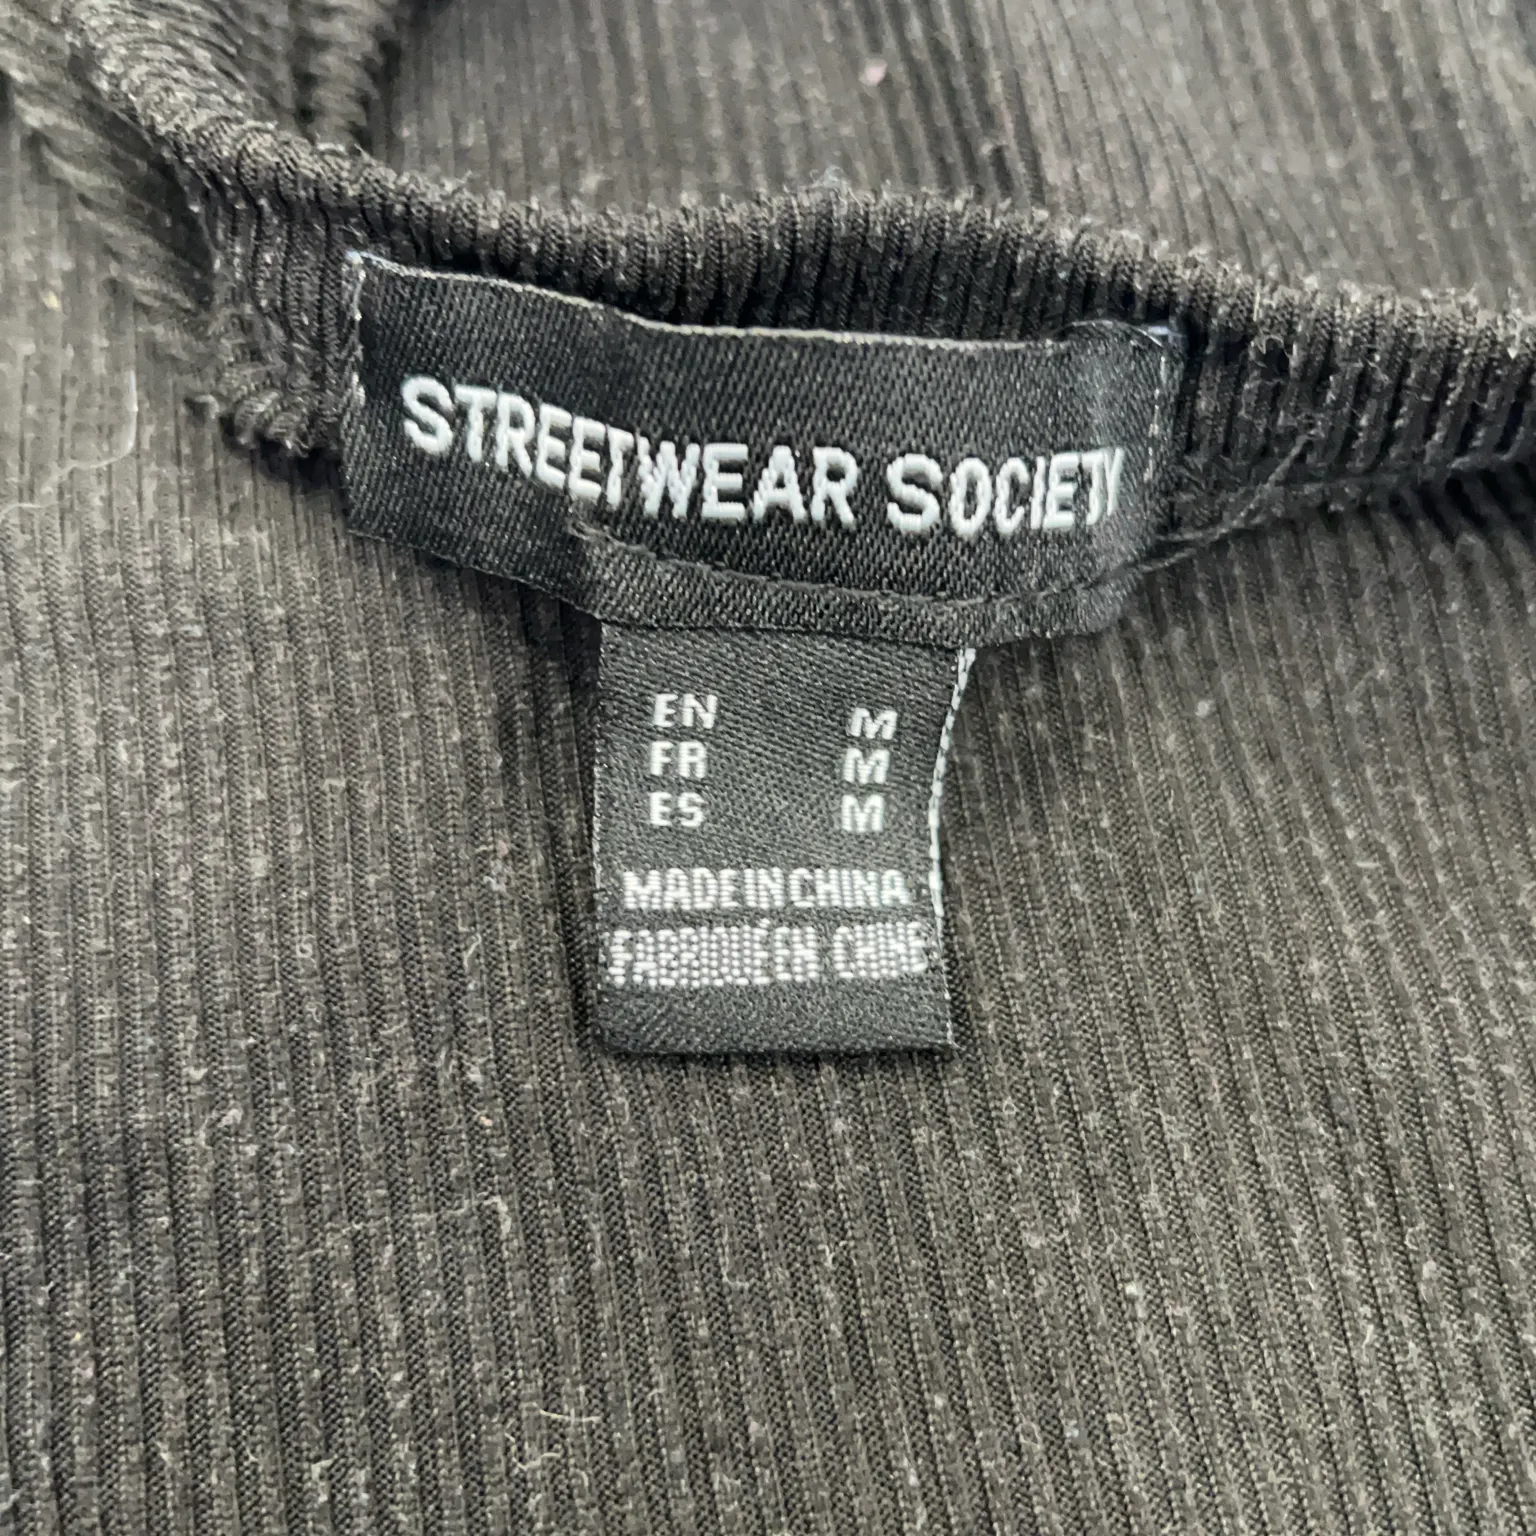 STREETWEAR SOCIETY
EN M
FR M
ES M
MADE IN CHINA
FABRIQUÉ EN CHINE